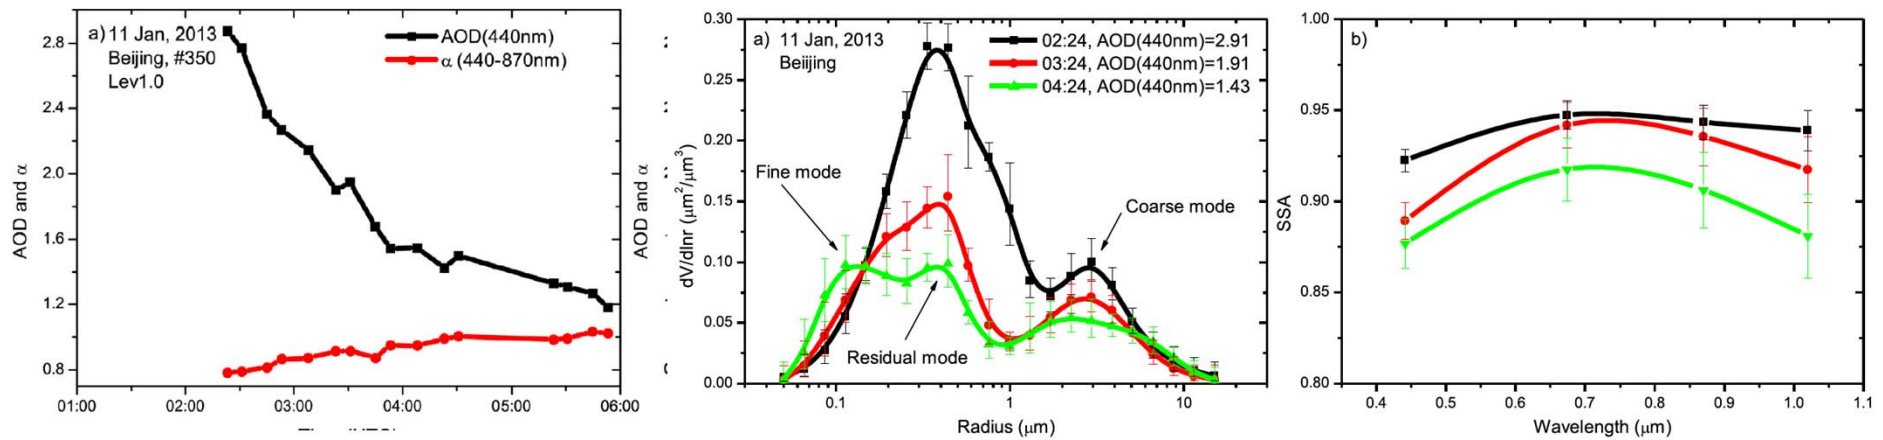 a) 11 Jan, 2013
Beijing, #350
Lev1.0
AOD(440nm)
α (440-870nm)
2.8
2.4
2.0
1.6
1.2
0.8
AOD and α
01:00 02:00 03:00 04:00 05:00 06:00
AOD and α
a) 11 Jan, 2013
Beiijing
02:24, AOD(440nm)=2.91
03:24, AOD(440nm)=1.91
04:24, AOD(440nm)=1.43
Fine mode
Coarse mode
Residual mode
0.30
0.25
0.20
0.15
0.10
0.05
0.00
dV/dlnr (μm²/μm³)
0.1 1 10
Radius (μm)
b)
1.00
0.95
0.90
0.85
0.80
SSA
0.4 0.5 0.6 0.7 0.8 0.9 1.0 1.1
Wavelength (μm)